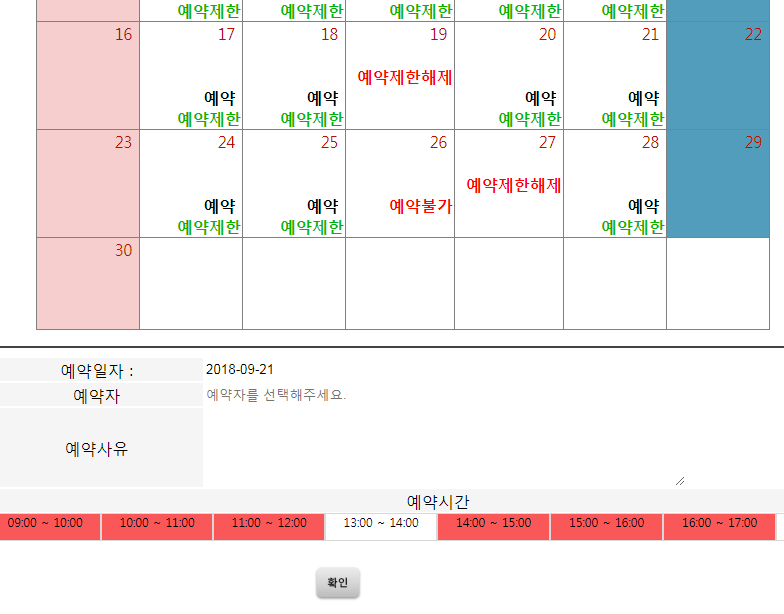 예약제한 예약제한 예약제한 예약제한 예약제한
16 17 18 19 20 21 22
예약제한해제
예약 예약 예약 예약
예약제한 예약제한 예약제한 예약제한
23 24 25 26 27 28 29
예약제한해제
예약 예약 예약불가 예약
예약제한 예약제한 예약제한
30
예약일자 : 2018-09-21
예약자 예약자를 선택해주세요.
예약사유
예약시간
09:00 ~ 10:00 10:00 ~ 11:00 11:00 ~ 12:00 13:00 ~ 14:00 14:00 ~ 15:00 15:00 ~ 16:00 16:00 ~ 17:00
확인